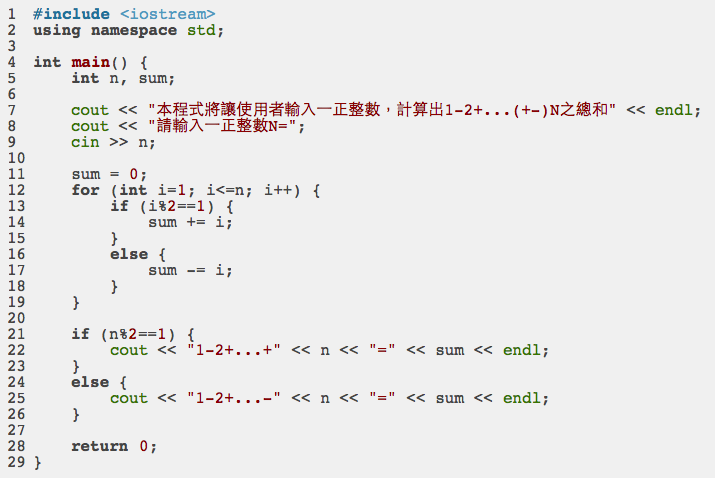 1 #include <iostream>
2 using namespace std;
3
4 int main() {
5     int n, sum;
6
7     cout << "本程式將讓使用者輸入一正整數，計算出1-2+...(+-)N之總和" << endl;
8     cout << "請輸入一正整數N=";
9     cin >> n;
10
11     sum = 0;
12     for (int i=1; i<=n; i++) {
13         if (i%2==1) {
14             sum += i;
15         }
16         else {
17             sum -= i;
18         }
19     }
20
21     if (n%2==1) {
22         cout << "1-2+...+" << n << "=" << sum << endl;
23     }
24     else {
25         cout << "1-2+...-" << n << "=" << sum << endl;
26     }
27
28     return 0;
29 }